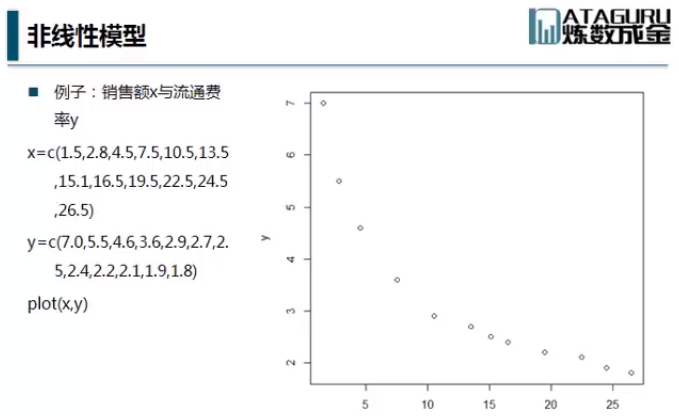 非线性模型
ATAGURU
炼数成金
■ 例子：销售额x与流通费
率y
x=c(1.5,2.8,4.5,7.5,10.5,13.5
,15.1,16.5,19.5,22.5,24.5
,26.5)
y=c(7.0,5.5,4.6,3.6,2.9,2.7,2.
5,2.4,2.2,2.1,1.9,1.8)
plot(x,y)
7
6
5
y
4
3
2
5 10 15 20 25